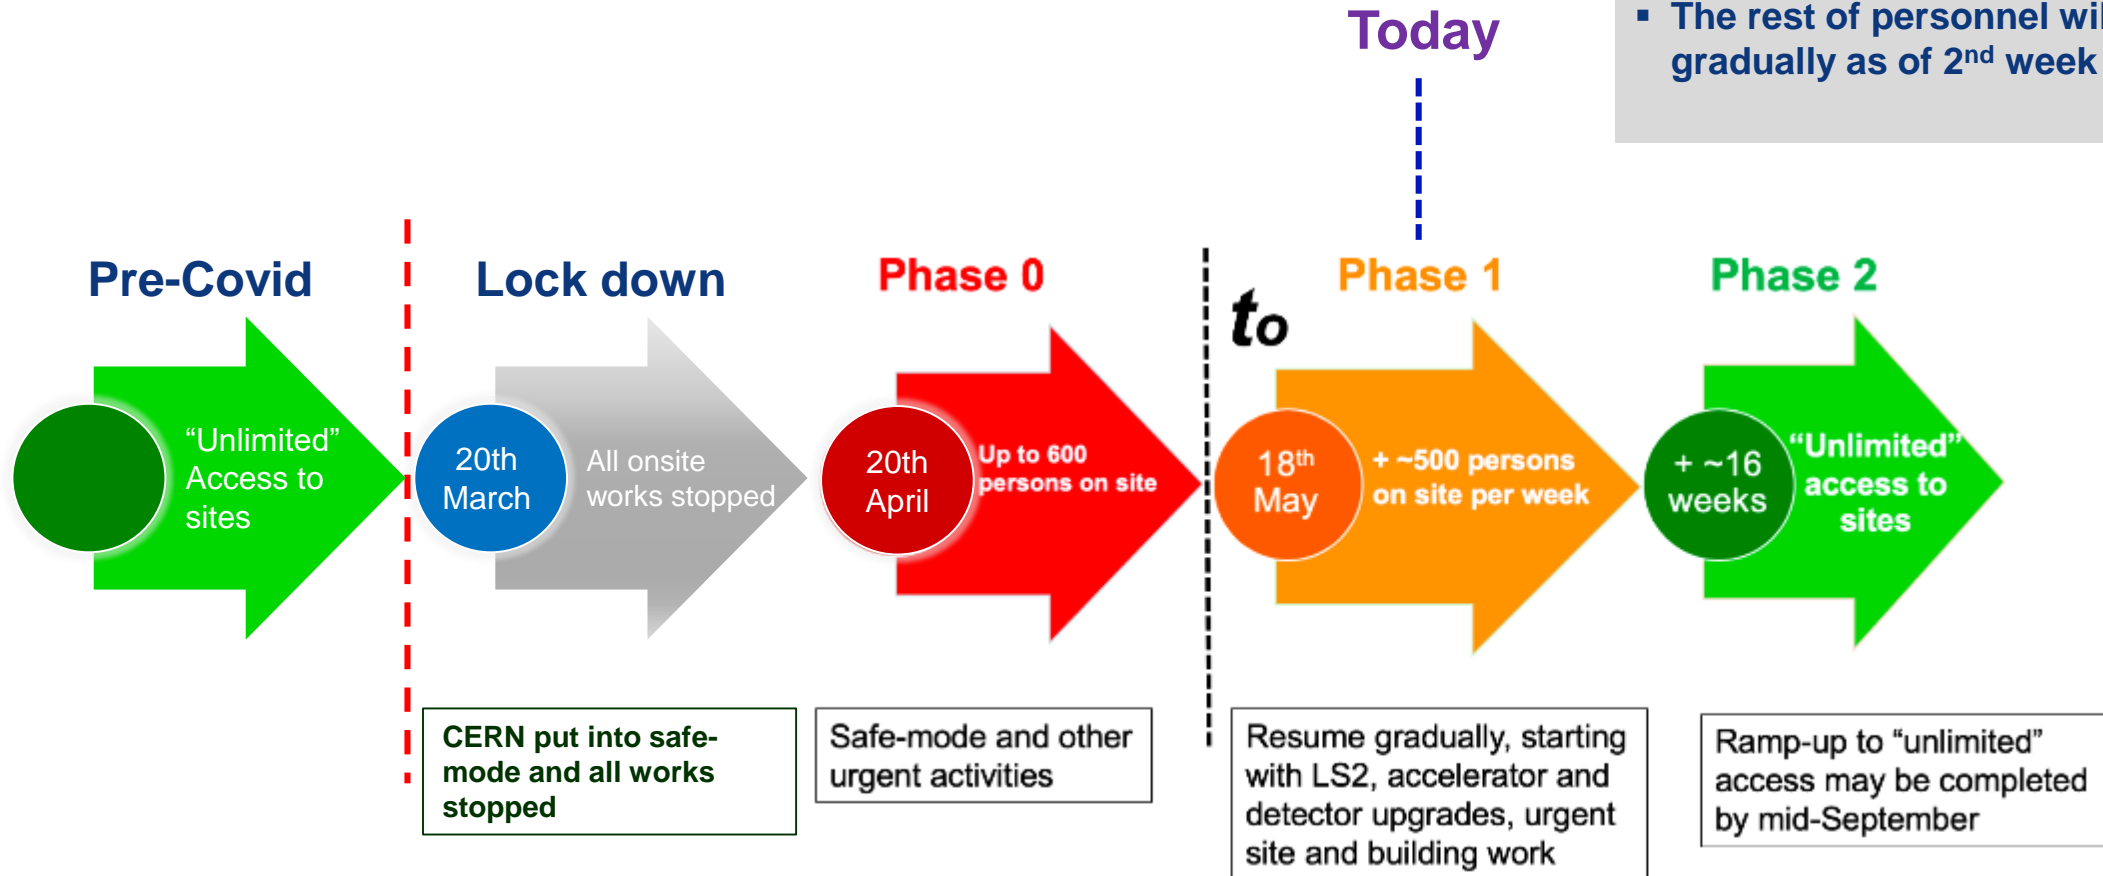 Today
▪ The rest of personnel will
gradually as of 2nd week
Pre-Covid
“Unlimited”
Access to
sites
Lock down
20th
March
All onsite
works stopped
CERN put into safe-
mode and all works
stopped
Phase 0
20th
April
Up to 600
persons on site
Safe-mode and other
urgent activities
to
Phase 1
18th
May
+ ~500 persons
on site per week
Resume gradually, starting
with LS2, accelerator and
detector upgrades, urgent
site and building work
Phase 2
+ ~16
weeks
“Unlimited”
access to
sites
Ramp-up to “unlimited”
access may be completed
by mid-September